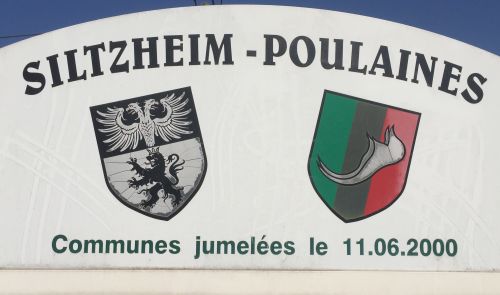 SILTZHEIM - POULAINES
Communes jumelées le 11.06.2000